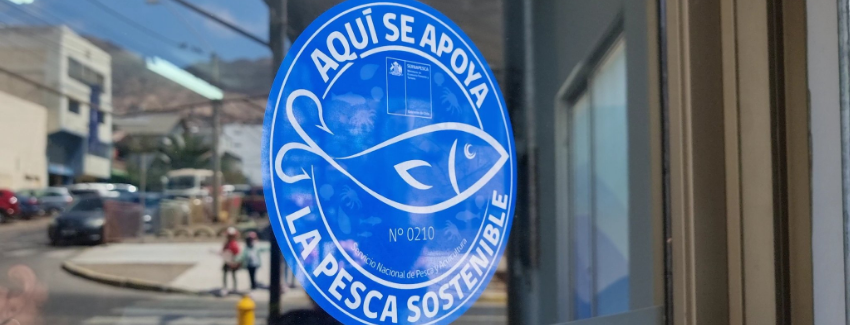 AQUÍ SE APOYA
SERNAPESCA
Nº 0210
Servicio Nacional de Pesca y Acuicultura
LA PESCA SOSTENIBLE